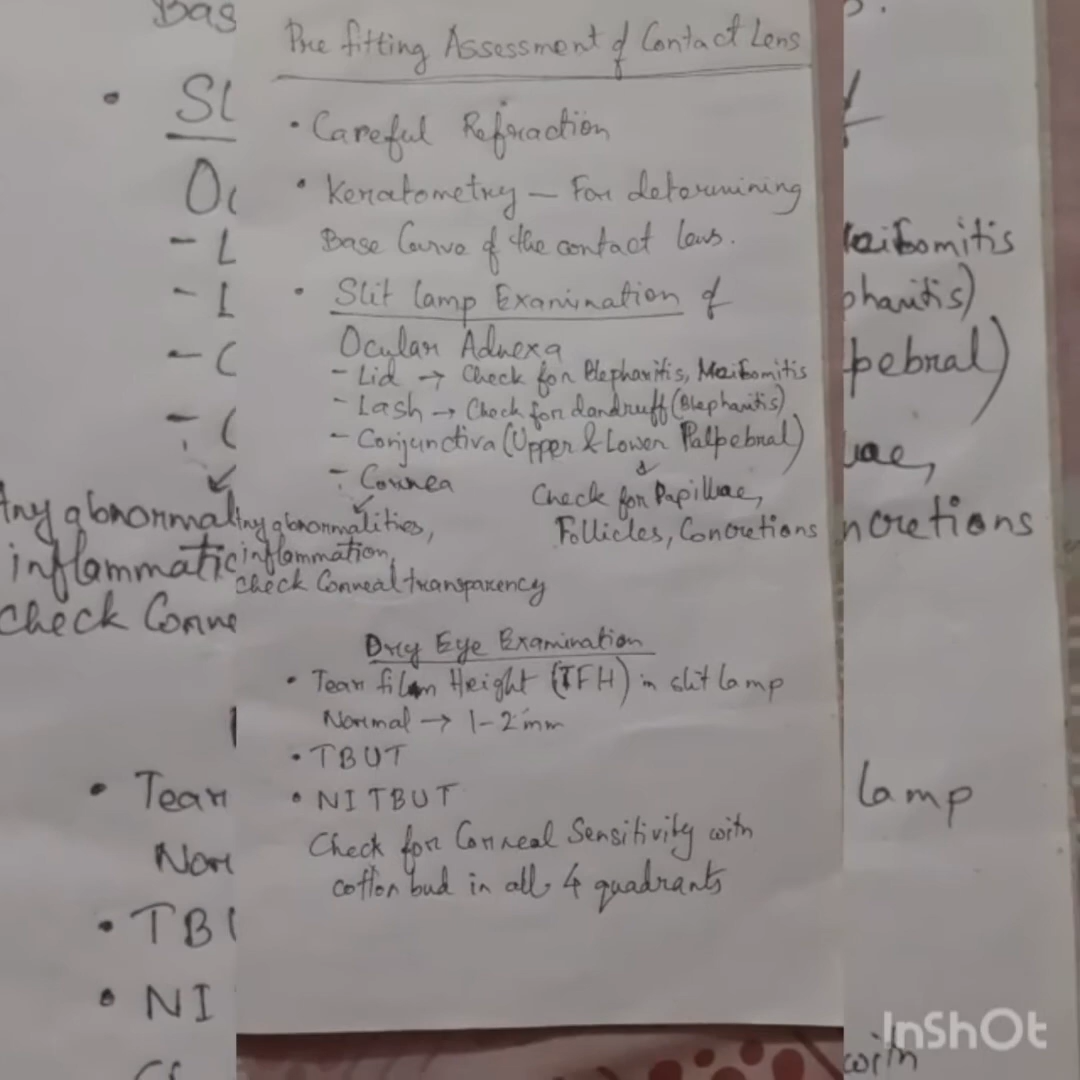 Pre fitting Assessment of Contact Lens
• Careful Refraction
• Keratometry – For determining
Base Curve of the contact lens.
• Slit lamp Examination of
Ocular Adnexa
- Lid → Check for Blepharitis, Meibomitis
- Lash → Check for dandruff (Blepharitis)
- Conjunctiva (Upper & Lower Palpebral)
Check for Papillae,
Follicles, Concretions
- Cornea
Any abnormalities,
inflammation,
check Corneal transparency
Dry Eye Examination
• Tear film Height (TFH) in slit lamp
Normal → 1-2 mm
• TBUT
• NITBUT
Check for Corneal Sensitivity with
cotton bud in all 4 quadrants
InShOt